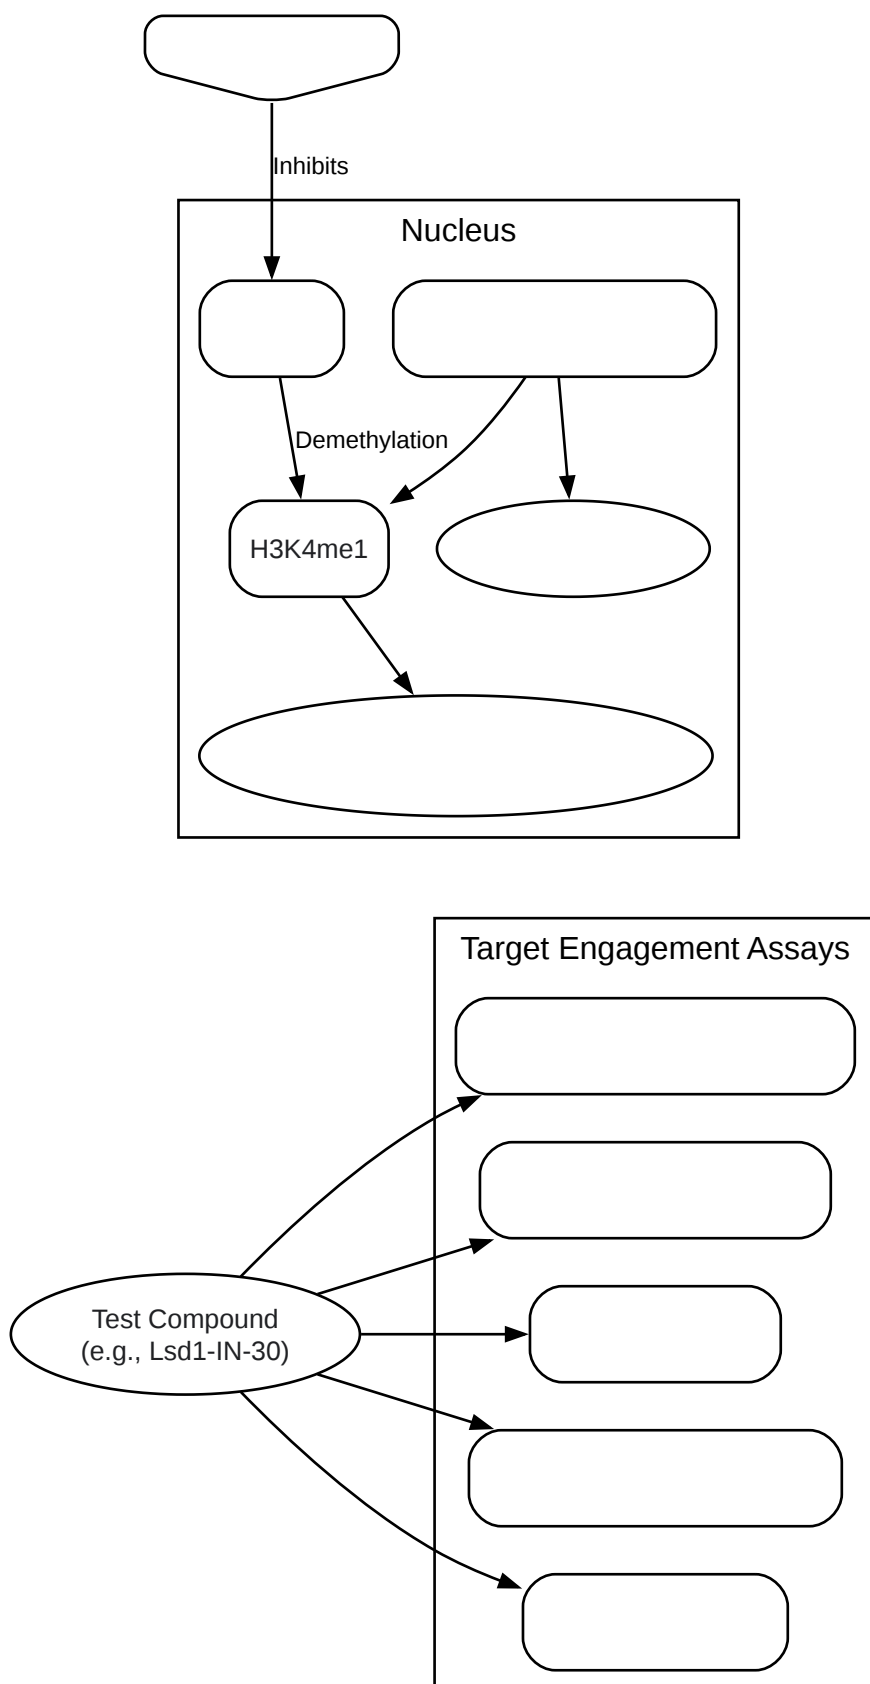 Inhibits
Nucleus
Demethylation
H3K4me1
Target Engagement Assays
Test Compound
(e.g., Lsd1-IN-30)